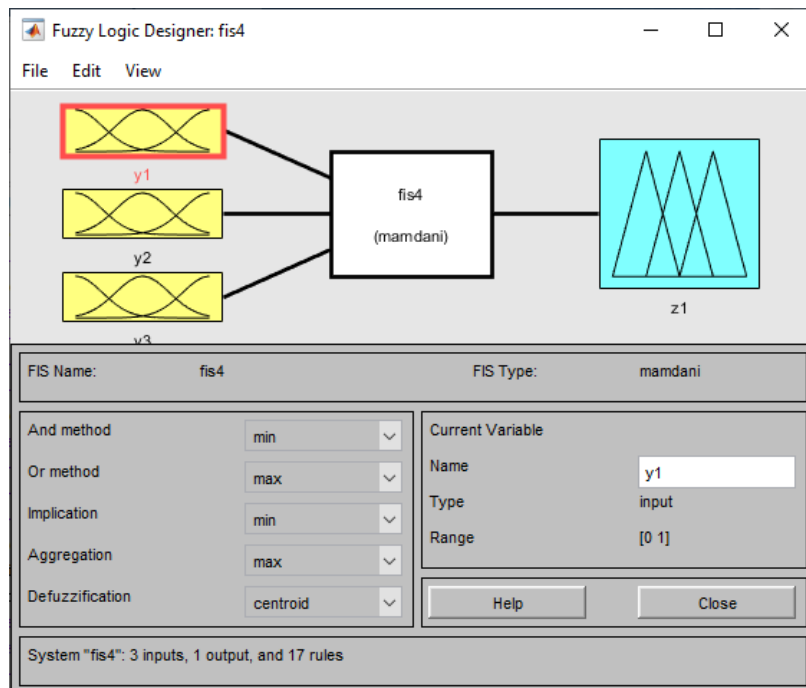 Fuzzy Logic Designer: fis4
File Edit View
y1
y2
y3
fis4
(mamdani)
z1
FIS Name: fis4 FIS Type: mamdani
And method min
Or method max
Implication min
Aggregation max
Defuzzification centroid
Current Variable
Name y1
Type input
Range [0 1]
Help Close
System "fis4": 3 inputs, 1 output, and 17 rules